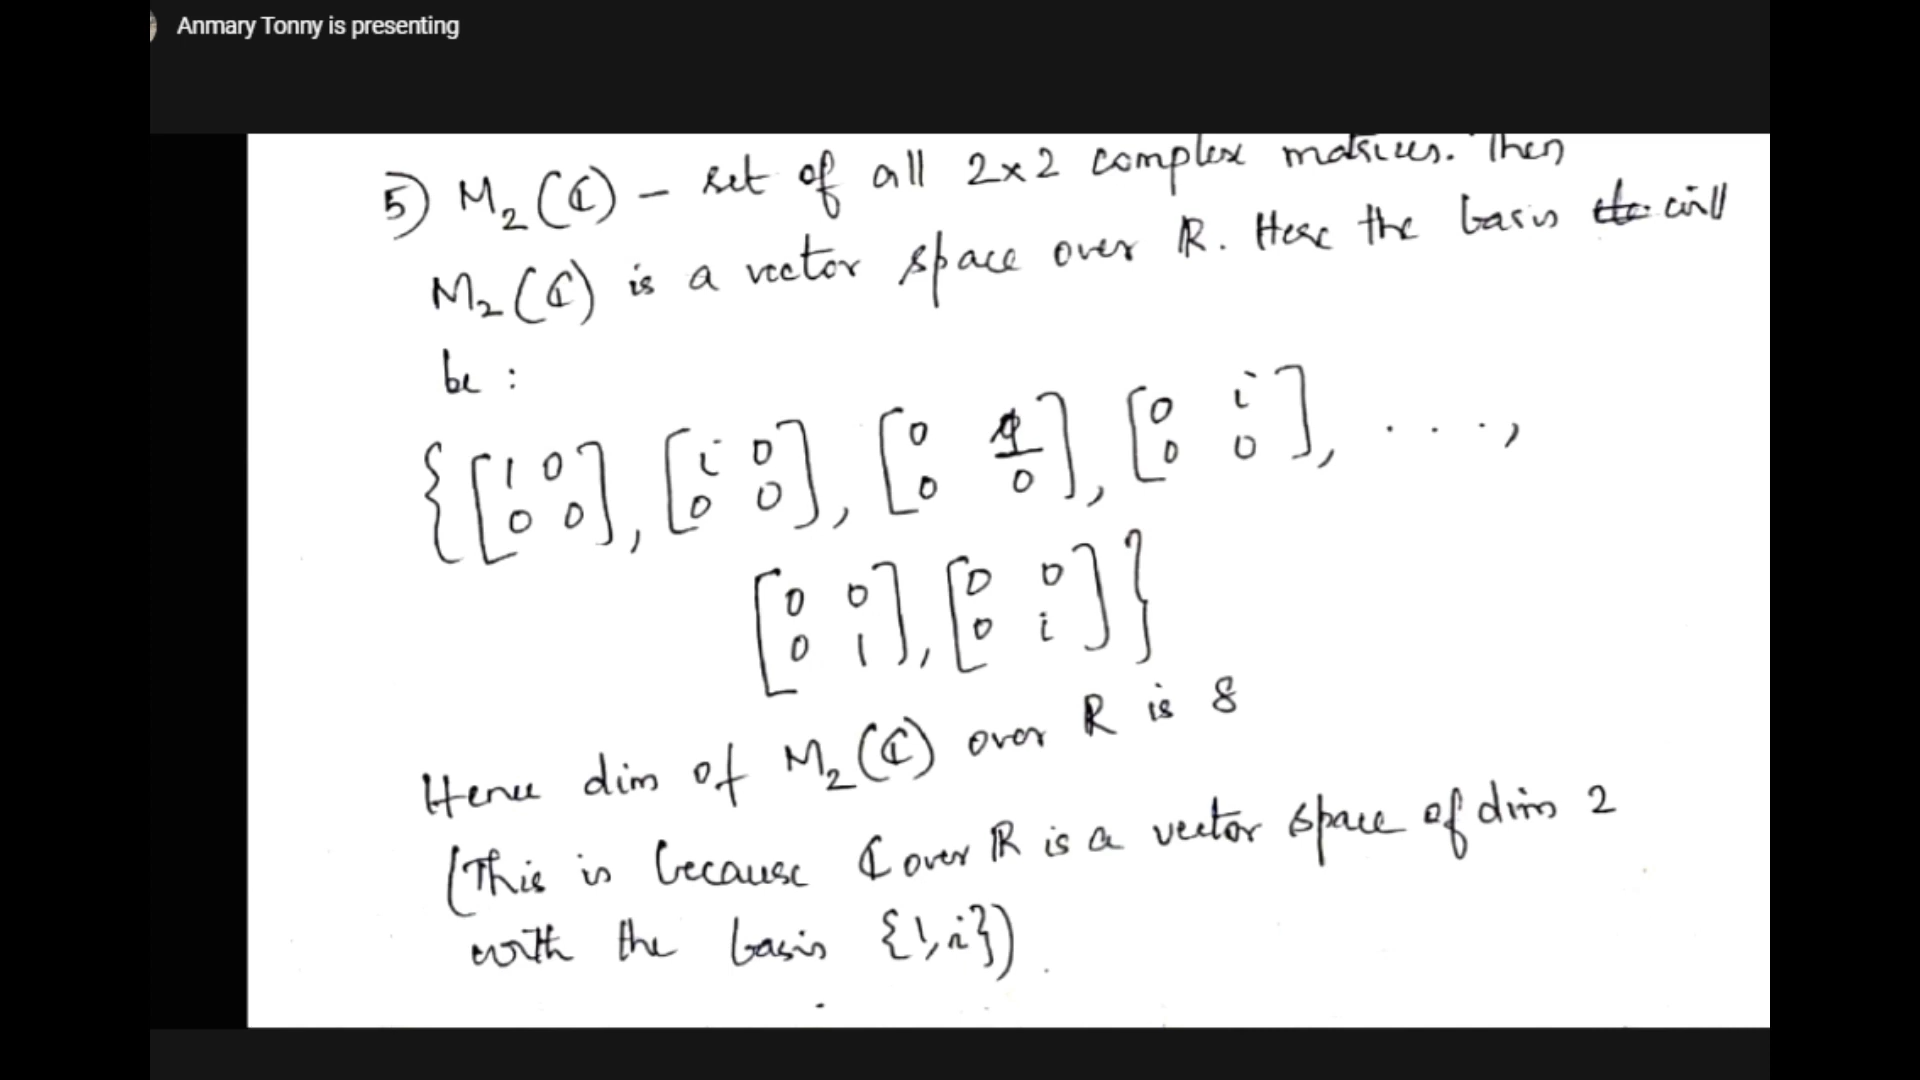 Anmary Tonny is presenting
5) M₂(ℂ) - set of all 2×2 complex matrices. Then
M₂(ℂ) is a vector space over ℝ. Here the basis will
be :
{[1 0; 0 0], [i 0; 0 0], [0 1; 0 0], [0 i; 0 0], . . . . ,
[0 0; 0 1], [0 0; 0 i]}
Hence dim of M₂(ℂ) over ℝ is 8
(This is because ℂ over ℝ is a vector space of dim 2
with the basis {1, i}).